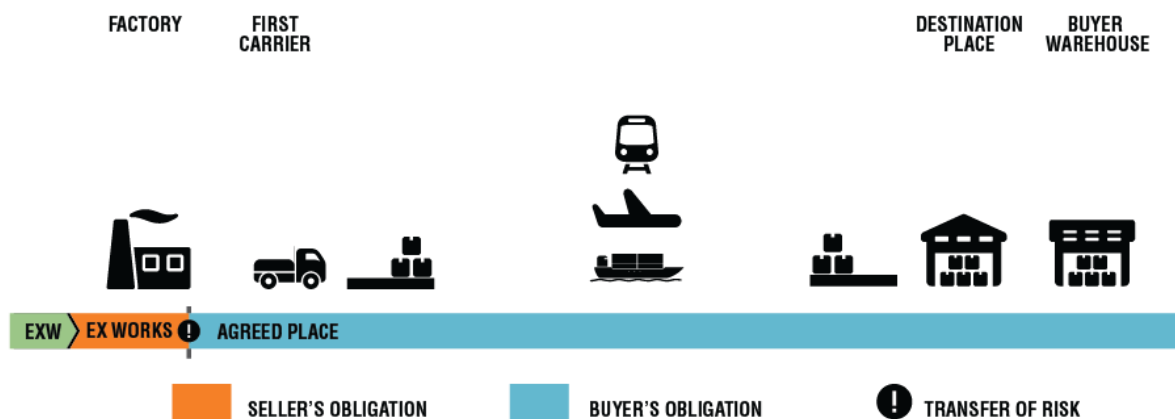 FACTORY
FIRST
CARRIER
DESTINATION
PLACE
BUYER
WAREHOUSE
EXW
EX WORKS
!
AGREED PLACE
SELLER'S OBLIGATION
BUYER'S OBLIGATION
!
TRANSFER OF RISK